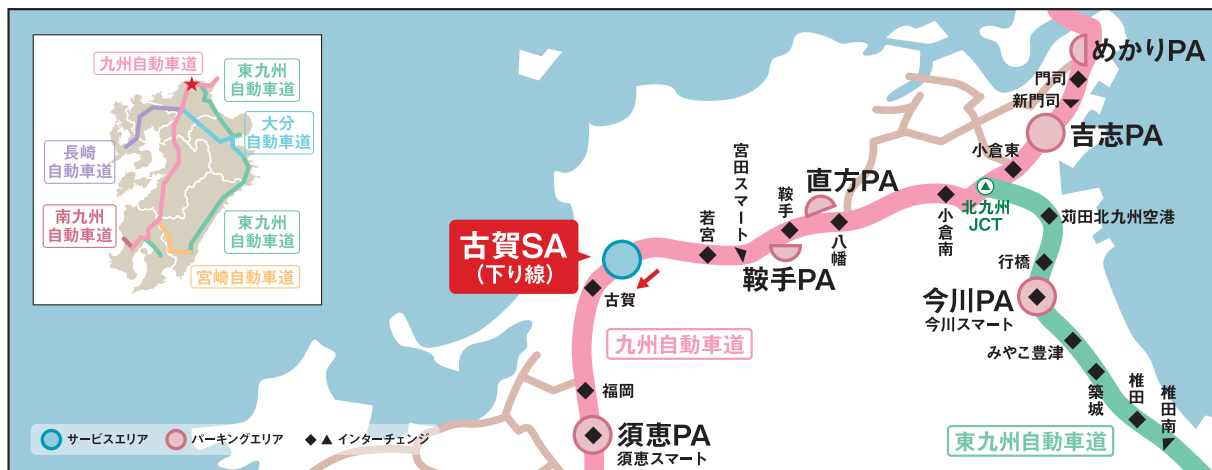 九州自動車道
東九州
自動車道
大分
自動車道
長崎
自動車道
南九州
自動車道
東九州
自動車道
宮崎自動車道
めかりPA
門司
新門司
吉志PA
小倉東
北九州
JCT
小倉南
八幡
直方PA
鞍手
鞍手PA
宮田スマート
若宮
古賀SA
(下り線)
古賀
九州自動車道
福岡
須恵PA
須恵スマート
苅田北九州空港
行橋
今川PA
今川スマート
みやこ豊津
築城
椎田
椎田南
東九州自動車道
サービスエリア
パーキングエリア
インターチェンジ